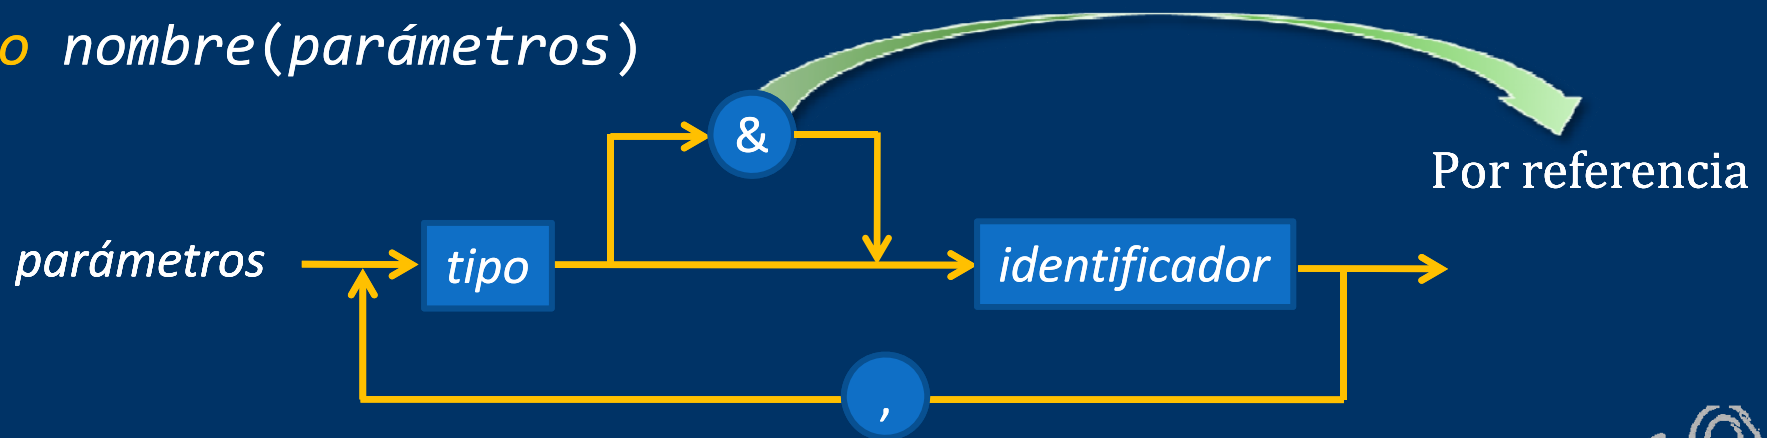 o nombre(parámetros)
&
Por referencia
parámetros tipo identificador
,